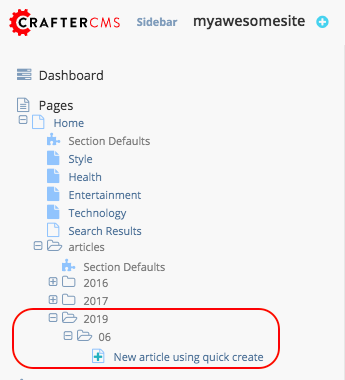 CRAFTERCMS Sidebar myawesomesite
Dashboard
Pages
Home
Section Defaults
Style
Health
Entertainment
Technology
Search Results
articles
Section Defaults
2016
2017
2019
06
New article using quick create